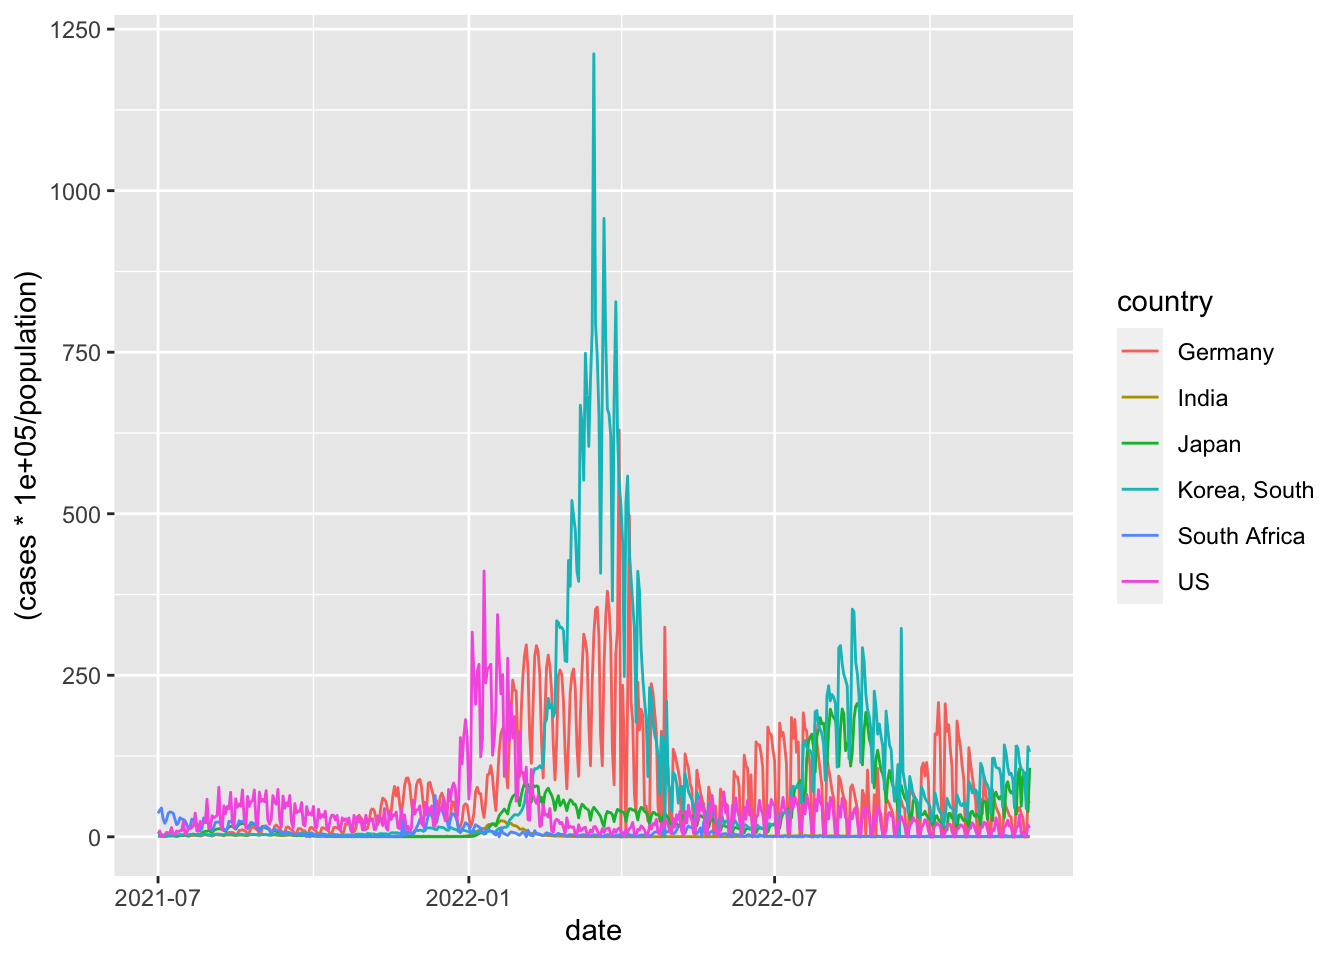 1250
1000
750
500
250
0
(cases * 1e+05/population)
2021-07
2022-01
2022-07
date
country
Germany
India
Japan
Korea, South
South Africa
US